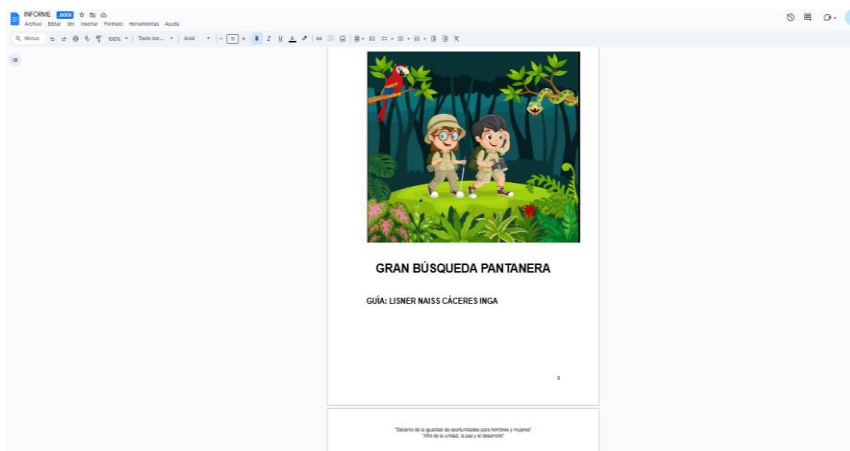 INFORME .DOCX
Archivo Editar Ver Insertar Formato Herramientas Ayuda
Menús 100% Texto nor... Arial
GRAN BÚSQUEDA PANTANERA
GUÍA: LISNER NAISS CÁCERES INGA
"Decenio de la igualdad de oportunidades para hombres y mujeres"
"Año de la unidad, la paz y el desarrollo"